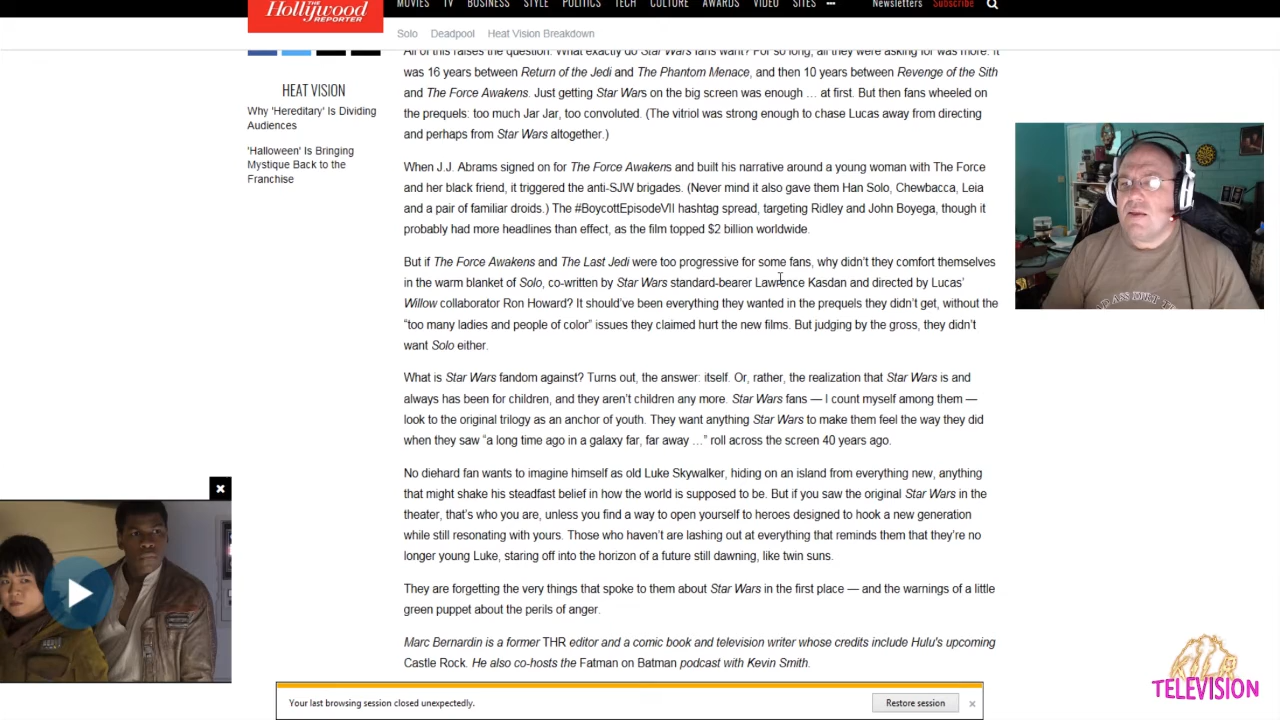 THE
Hollywood
REPORTER
MOVIES TV BUSINESS STYLE POLITICS TECH CULTURE AWARDS VIDEO SITES ••• Newsletters Subscribe
Solo Deadpool Heat Vision Breakdown
HEAT VISION
Why 'Hereditary' Is Dividing
Audiences
'Halloween' Is Bringing
Mystique Back to the
Franchise
All of this raises the question: What exactly do Star Wars fans want? For so long, all they were asking for was more. It
was 16 years between Return of the Jedi and The Phantom Menace, and then 10 years between Revenge of the Sith
and The Force Awakens. Just getting Star Wars on the big screen was enough … at first. But then fans wheeled on
the prequels: too much Jar Jar, too convoluted. (The vitriol was strong enough to chase Lucas away from directing
and perhaps from Star Wars altogether.)
When J.J. Abrams signed on for The Force Awakens and built his narrative around a young woman with The Force
and her black friend, it triggered the anti-SJW brigades. (Never mind it also gave them Han Solo, Chewbacca, Leia
and a pair of familiar droids.) The #BoycottEpisodeVII hashtag spread, targeting Ridley and John Boyega, though it
probably had more headlines than effect, as the film topped $2 billion worldwide.
But if The Force Awakens and The Last Jedi were too progressive for some fans, why didn't they comfort themselves
in the warm blanket of Solo, co-written by Star Wars standard-bearer Lawrence Kasdan and directed by Lucas'
Willow collaborator Ron Howard? It should've been everything they wanted in the prequels they didn't get, without the
“too many ladies and people of color” issues they claimed hurt the new films. But judging by the gross, they didn't
want Solo either.
What is Star Wars fandom against? Turns out, the answer: itself. Or, rather, the realization that Star Wars is and
always has been for children, and they aren't children any more. Star Wars fans — I count myself among them —
look to the original trilogy as an anchor of youth. They want anything Star Wars to make them feel the way they did
when they saw “a long time ago in a galaxy far, far away …” roll across the screen 40 years ago.
No diehard fan wants to imagine himself as old Luke Skywalker, hiding on an island from everything new, anything
that might shake his steadfast belief in how the world is supposed to be. But if you saw the original Star Wars in the
theater, that's who you are, unless you find a way to open yourself to heroes designed to hook a new generation
while still resonating with yours. Those who haven't are lashing out at everything that reminds them that they're no
longer young Luke, staring off into the horizon of a future still dawning, like twin suns.
They are forgetting the very things that spoke to them about Star Wars in the first place — and the warnings of a little
green puppet about the perils of anger.
Marc Bernardin is a former THR editor and a comic book and television writer whose credits include Hulu's upcoming
Castle Rock. He also co-hosts the Fatman on Batman podcast with Kevin Smith.
Your last browsing session closed unexpectedly. Restore session
TELEVISION